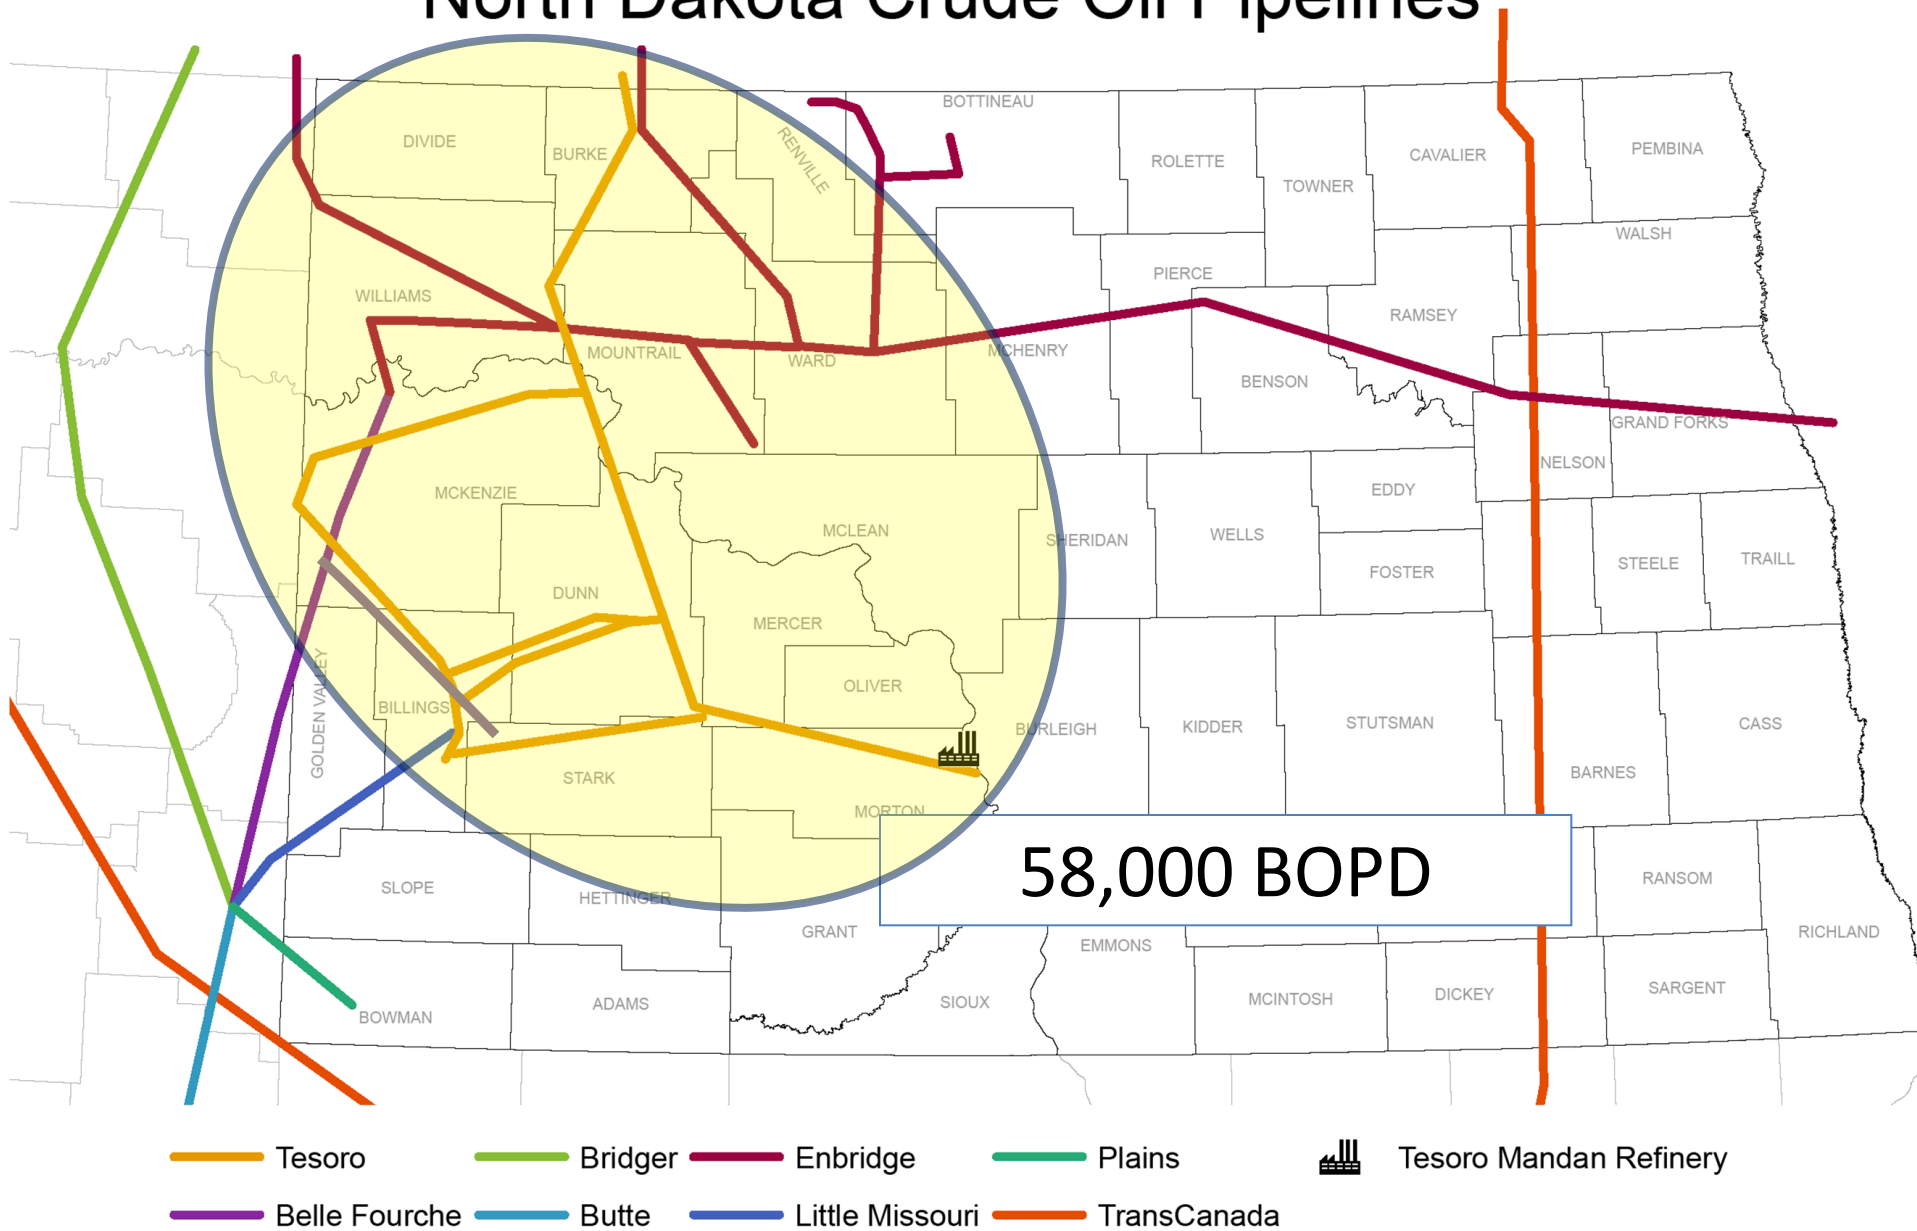 North Dakota Crude Oil Pipelines
BOTTINEAU
DIVIDE
BURKE
RENVILLE
ROLETTE
TOWNER
CAVALIER
PEMBINA
WALSH
WILLIAMS
PIERCE
RAMSEY
MOUNTRAIL
WARD
MCHENRY
BENSON
GRAND FORKS
NELSON
MCKENZIE
EDDY
MCLEAN
SHERIDAN
WELLS
FOSTER
STEELE
TRAILL
DUNN
MERCER
GOLDEN VALLEY
BILLINGS
OLIVER
BURLEIGH
KIDDER
STUTSMAN
CASS
STARK
BARNES
MORTON
58,000 BOPD
SLOPE
HETTINGER
RANSOM
GRANT
EMMONS
RICHLAND
BOWMAN
ADAMS
SIOUX
MCINTOSH
DICKEY
SARGENT
Tesoro Bridger Enbridge Plains Tesoro Mandan Refinery
Belle Fourche Butte Little Missouri TransCanada